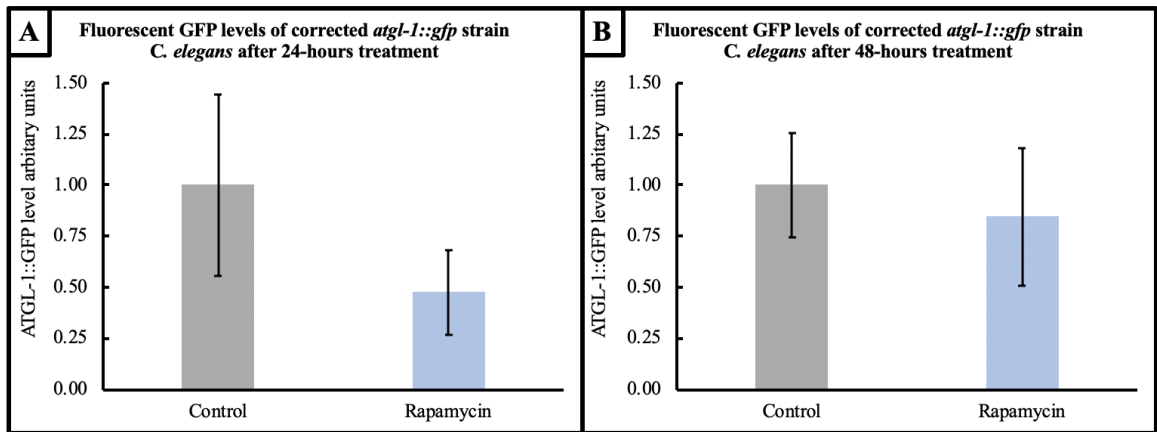 A
Fluorescent GFP levels of corrected atgl-1::gfp strain
C. elegans after 24-hours treatment
ATGL-1::GFP level arbitary units
1.50
1.25
1.00
0.75
0.50
0.25
0.00
Control
Rapamycin
B
Fluorescent GFP levels of corrected atgl-1::gfp strain
C. elegans after 48-hours treatment
ATGL-1::GFP level arbitary units
1.50
1.25
1.00
0.75
0.50
0.25
0.00
Control
Rapamycin